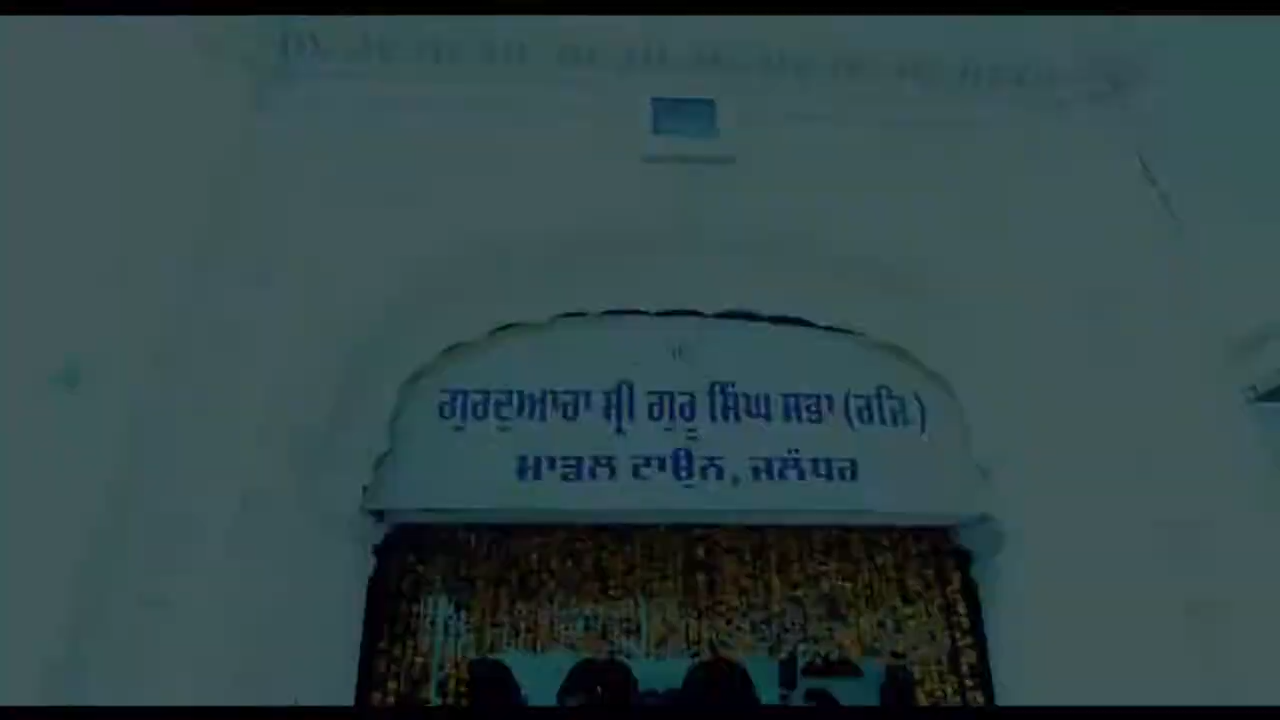 ਗੁਰਦੁਆਰਾ ਸ੍ਰੀ ਗੁਰੂ ਸਿੰਘ ਸਭਾ (ਰਜਿ.)
ਮਾਡਲ ਟਾਊਨ, ਜਲੰਧਰ